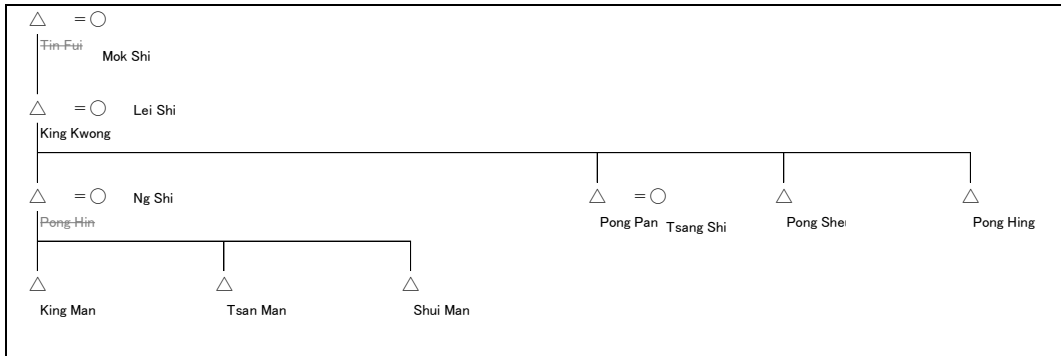 Tin Fui
Mok Shi
Lei Shi
King Kwong
Ng Shi
Pong Hin
Pong Pan
Tsang Shi
Pong
Pong Hing
King Man
Tsan Man
Shui Man